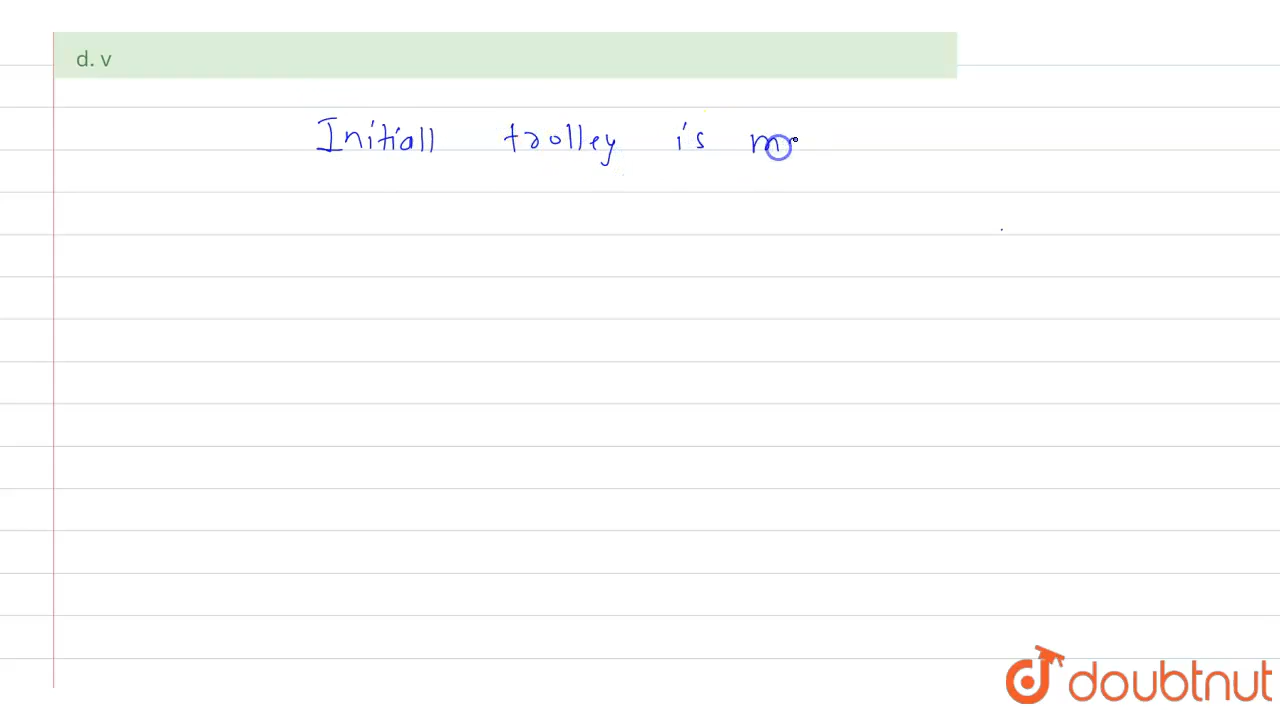 d. v
Initiall trolley is
doubtnut